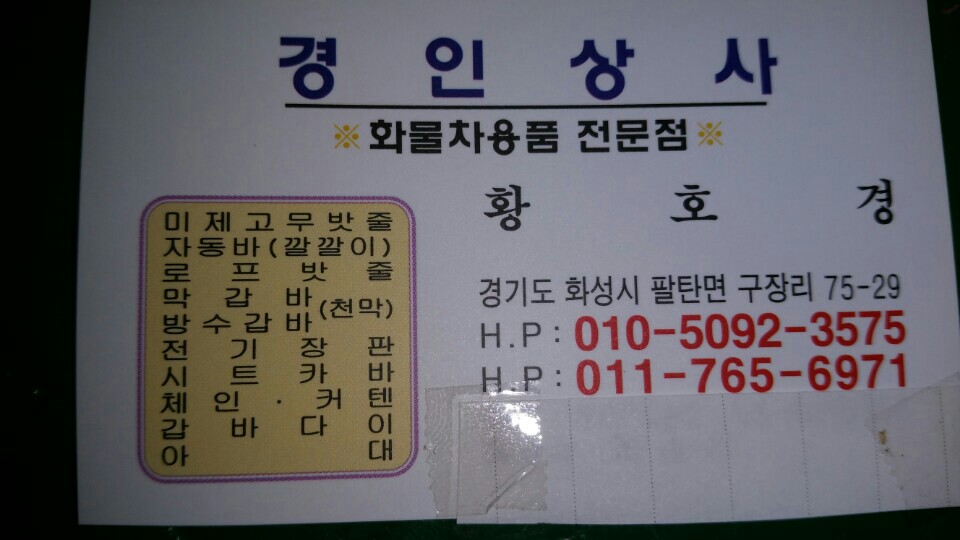 경인상사
※화물차용품 전문점※
황호경
미제고무밧줄
자동바(깔깔이)
로프밧줄
막갑바
방수갑바(천막)
전기장판
시트카바
체인·커텐
갑바다이
아대
경기도 화성시 팔탄면 구장리 75-29
H.P: 010-5092-3575
H.P: 011-765-6971